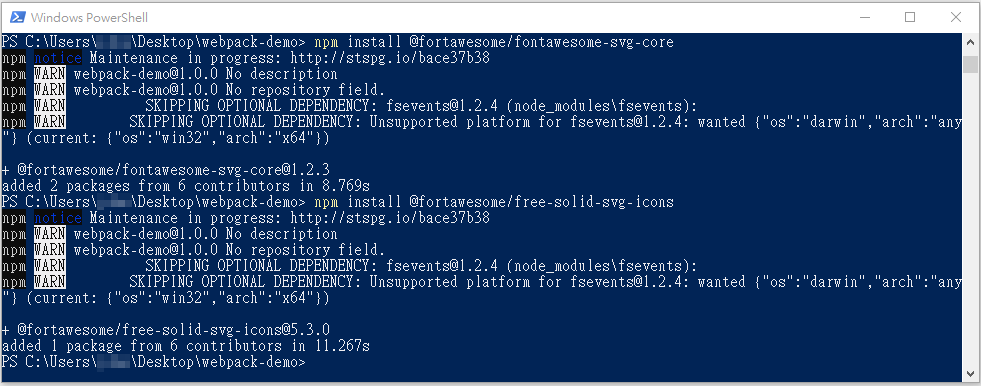 Windows PowerShell
PS C:\Users\ \Desktop\webpack-demo> npm install @fortawesome/fontawesome-svg-core
npm notice Maintenance in progress: http://stspg.io/bace37b38
npm WARN webpack-demo@1.0.0 No description
npm WARN webpack-demo@1.0.0 No repository field.
npm WARN SKIPPING OPTIONAL DEPENDENCY: fsevents@1.2.4 (node_modules\fsevents):
npm WARN SKIPPING OPTIONAL DEPENDENCY: Unsupported platform for fsevents@1.2.4: wanted {"os":"darwin","arch":"any
"} (current: {"os":"win32","arch":"x64"})
+ @fortawesome/fontawesome-svg-core@1.2.3
added 2 packages from 6 contributors in 8.769s
PS C:\Users\ \Desktop\webpack-demo> npm install @fortawesome/free-solid-svg-icons
npm notice Maintenance in progress: http://stspg.io/bace37b38
npm WARN webpack-demo@1.0.0 No description
npm WARN webpack-demo@1.0.0 No repository field.
npm WARN SKIPPING OPTIONAL DEPENDENCY: fsevents@1.2.4 (node_modules\fsevents):
npm WARN SKIPPING OPTIONAL DEPENDENCY: Unsupported platform for fsevents@1.2.4: wanted {"os":"darwin","arch":"any
"} (current: {"os":"win32","arch":"x64"})
+ @fortawesome/free-solid-svg-icons@5.3.0
added 1 package from 6 contributors in 11.267s
PS C:\Users\ \Desktop\webpack-demo>